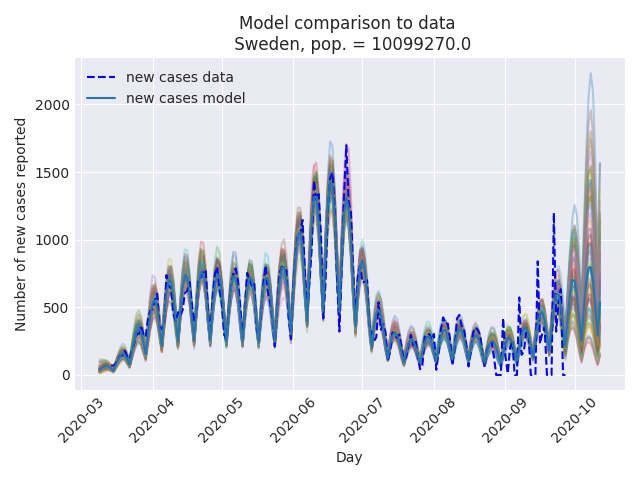 Model comparison to data
Sweden, pop. = 10099270.0
new cases data
new cases model
Number of new cases reported
2000
1500
1000
500
0
2020-03
2020-04
2020-05
2020-06
2020-07
2020-08
2020-09
2020-10
Day